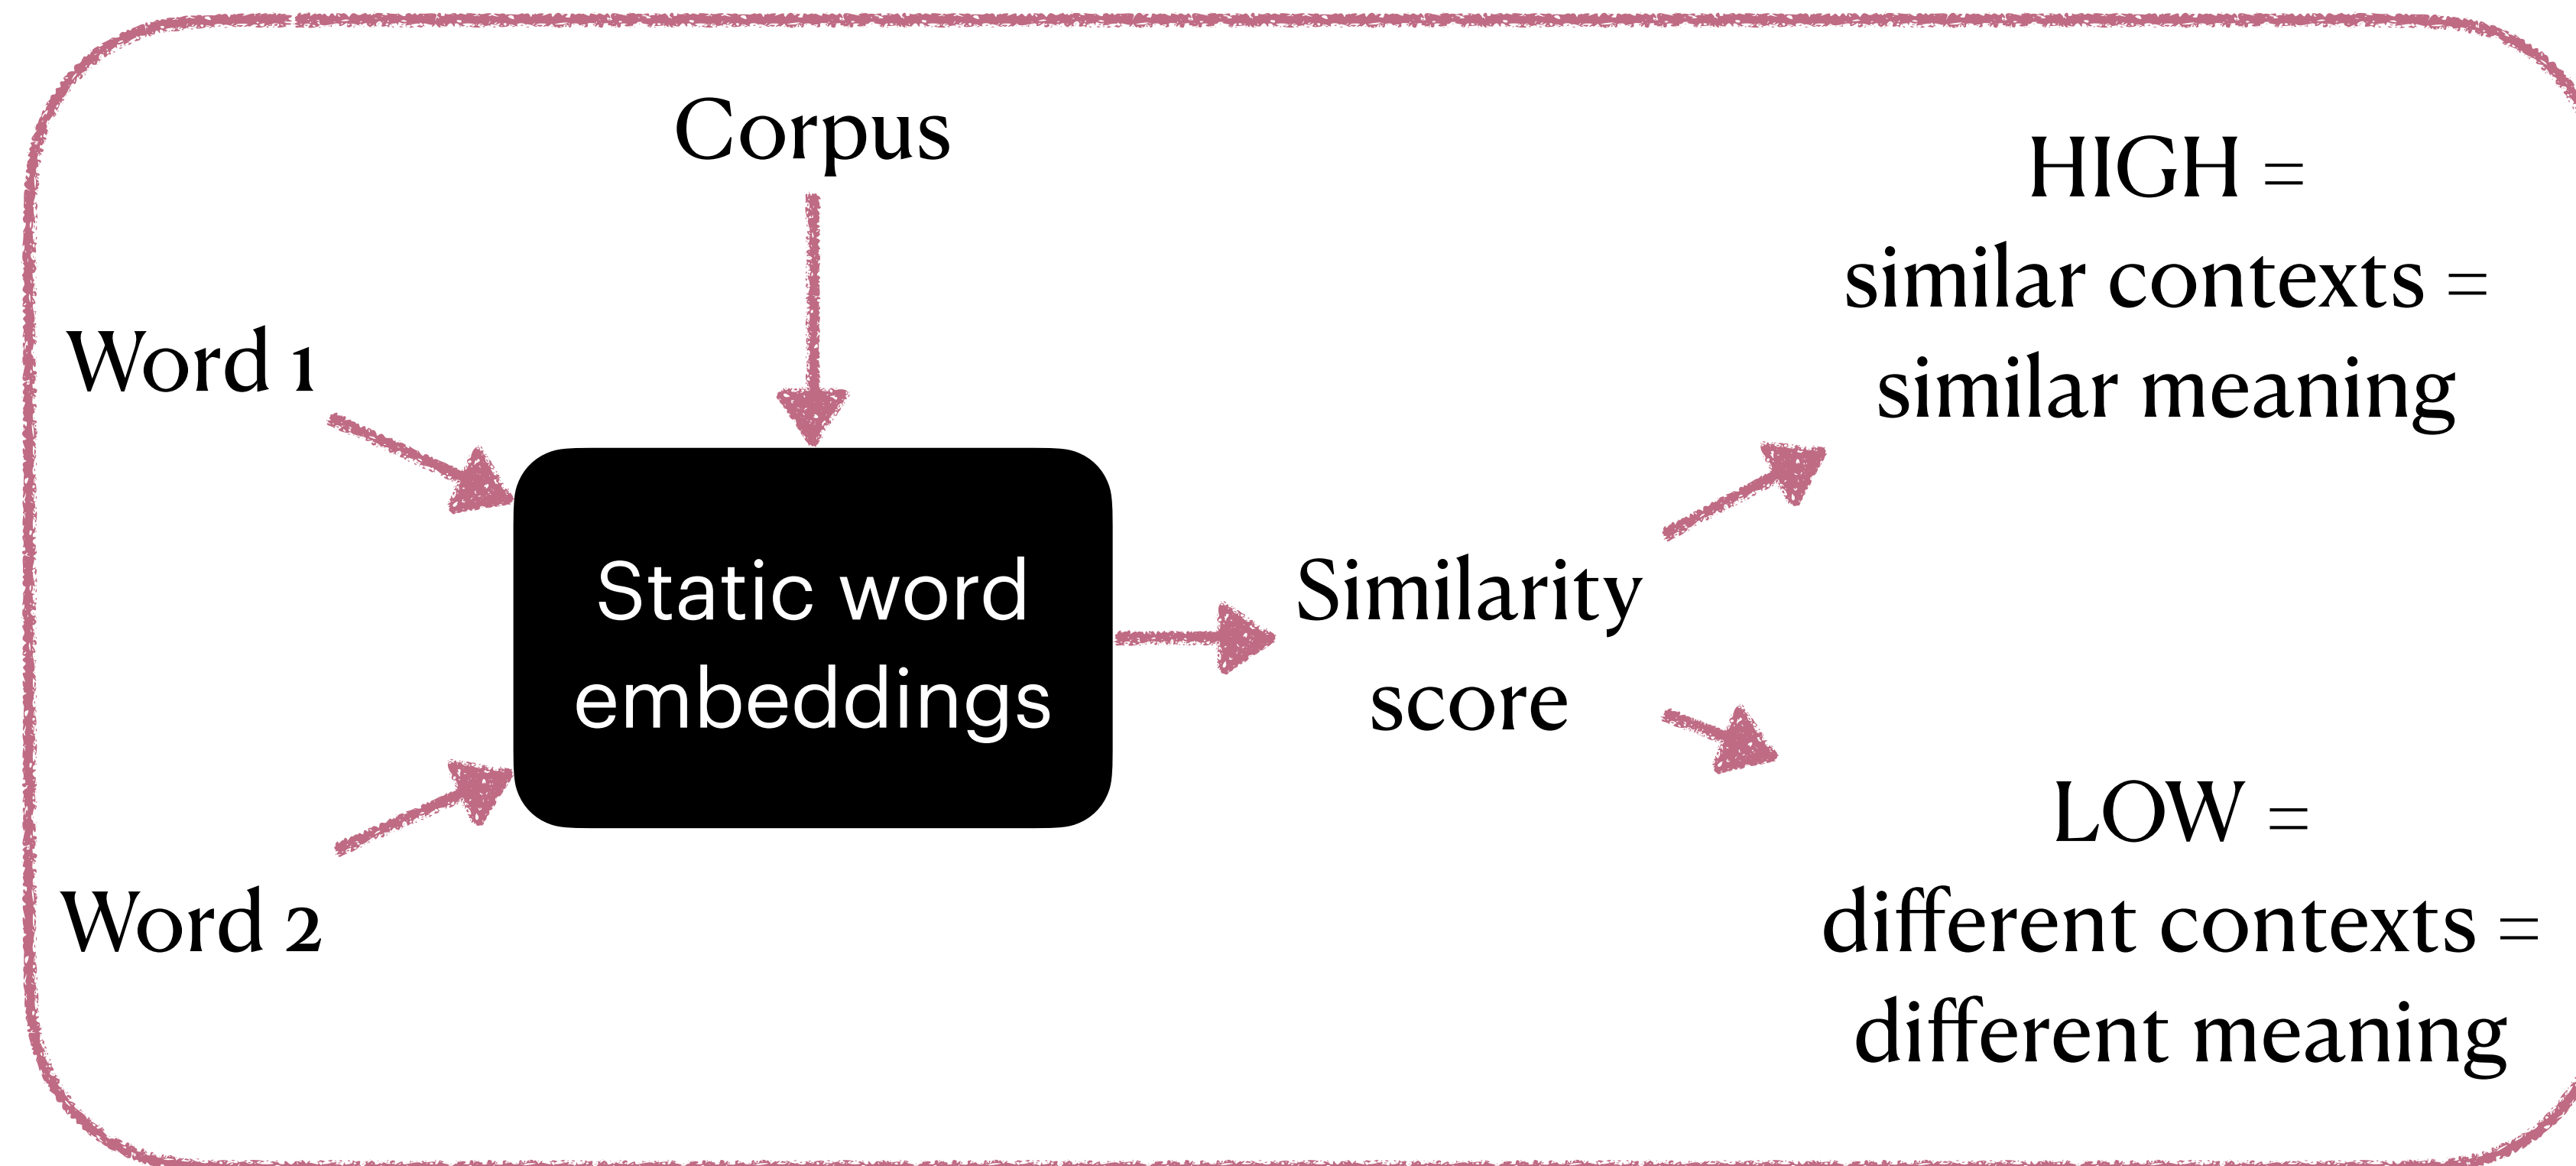 Corpus
Word 1
Word 2
Static word
embeddings
Similarity
score
HIGH =
similar contexts =
similar meaning
LOW =
different contexts =
different meaning